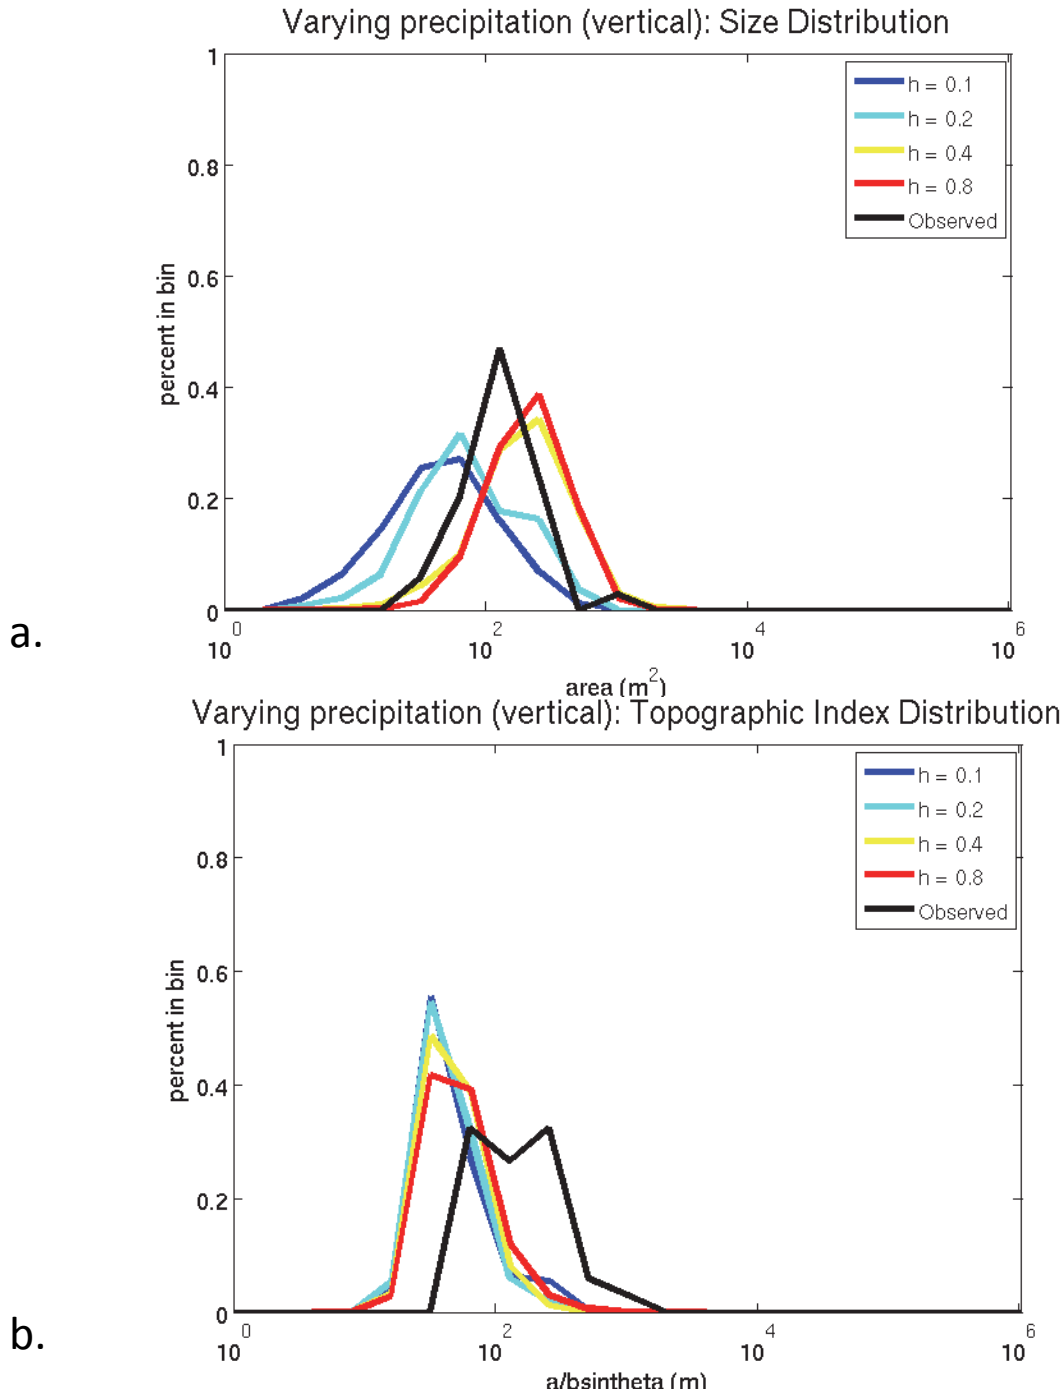 Varying precipitation (vertical): Size Distribution
1
0.8
0.6
0.4
0.2
0
percent in bin
h = 0.1
h = 0.2
h = 0.4
h = 0.8
Observed
10^0 10^2 10^4 10^6
area (m^2)
a.
Varying precipitation (vertical): Topographic Index Distribution
1
0.8
0.6
0.4
0.2
0
percent in bin
h = 0.1
h = 0.2
h = 0.4
h = 0.8
Observed
10^0 10^2 10^4 10^6
a/bsintheta (m)
b.